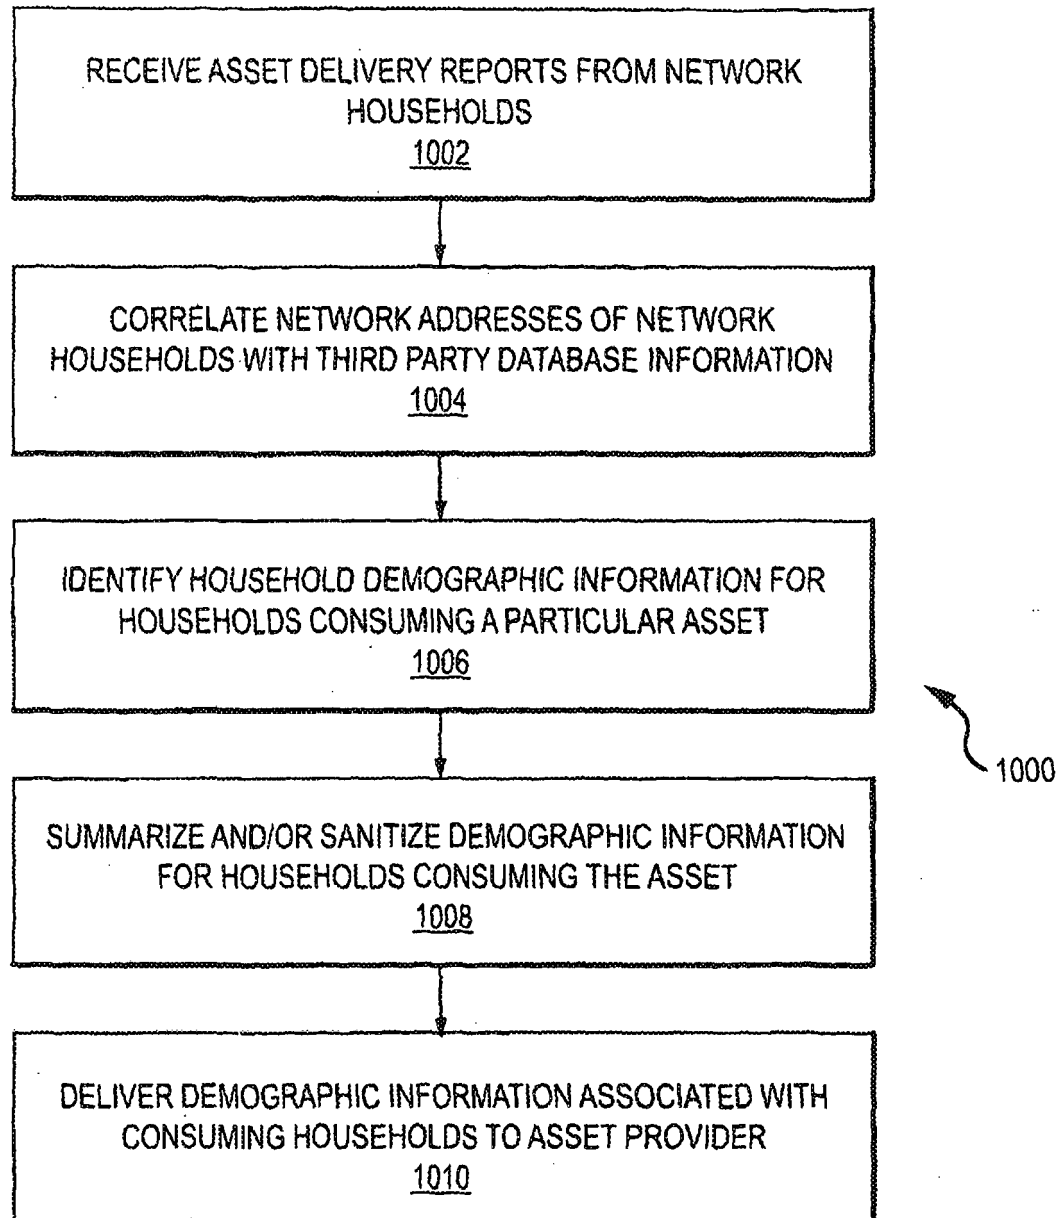 RECEIVE ASSET DELIVERY REPORTS FROM NETWORK
HOUSEHOLDS
1002
CORRELATE NETWORK ADDRESSES OF NETWORK
HOUSEHOLDS WITH THIRD PARTY DATABASE INFORMATION
1004
IDENTIFY HOUSEHOLD DEMOGRAPHIC INFORMATION FOR
HOUSEHOLDS CONSUMING A PARTICULAR ASSET
1006
1000
SUMMARIZE AND/OR SANITIZE DEMOGRAPHIC INFORMATION
FOR HOUSEHOLDS CONSUMING THE ASSET
1008
DELIVER DEMOGRAPHIC INFORMATION ASSOCIATED WITH
CONSUMING HOUSEHOLDS TO ASSET PROVIDER
1010